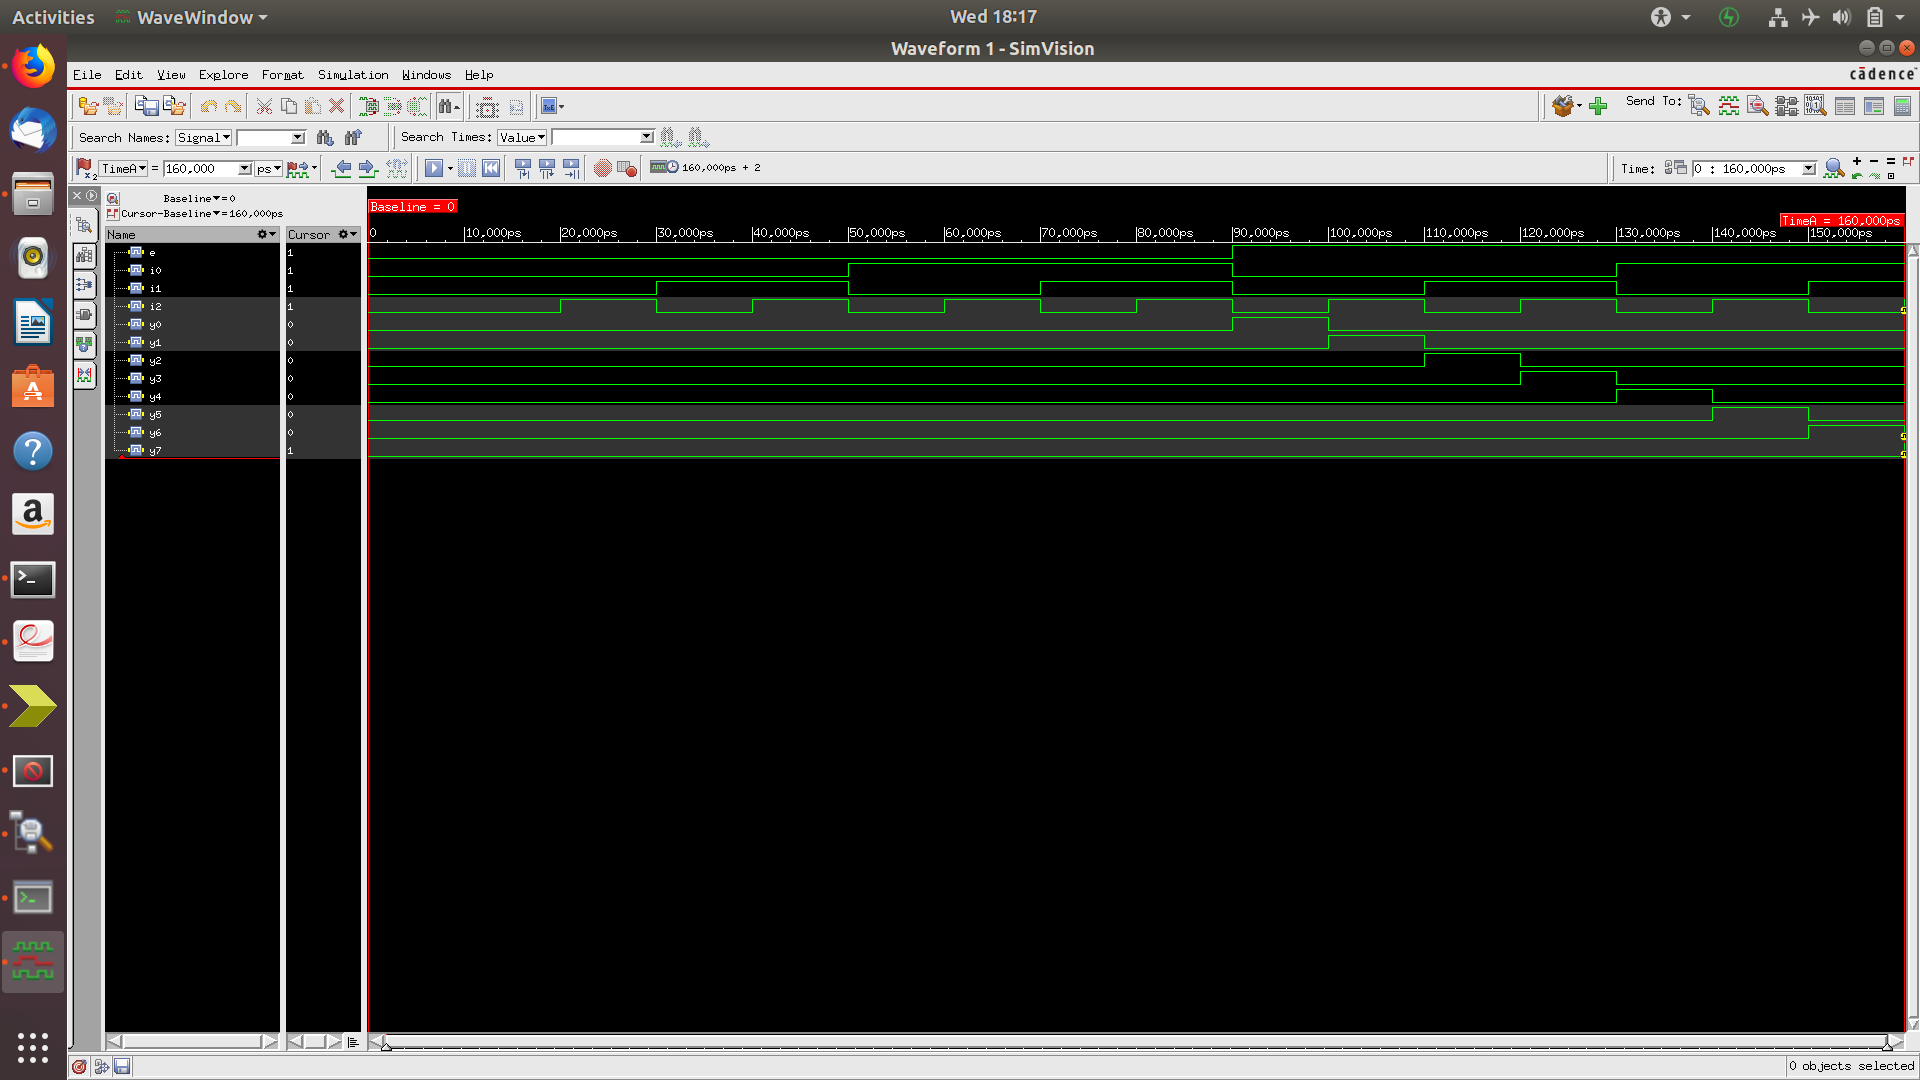 Activities WaveWindow Wed 18:17
Waveform 1 - SimVision
File Edit View Explore Format Simulation Windows Help cādence
Send To:
Search Names: Signal Search Times: Value
TimeA = 160,000 ps 160,000ps + 2 Time: 0 : 160,000ps
Baseline = 0
Cursor-Baseline = 160,000ps
Baseline = 0
TimeA = 160,000ps
Name Cursor 0 10,000ps 20,000ps 30,000ps 40,000ps 50,000ps 60,000ps 70,000ps 80,000ps 90,000ps 100,000ps 110,000ps 120,000ps 130,000ps 140,000ps 150,000ps
e 1
i0 1
i1 1
i2 1
y0 0
y1 0
y2 0
y3 0
y4 0
y5 0
y6 0
y7 1
0 objects selected